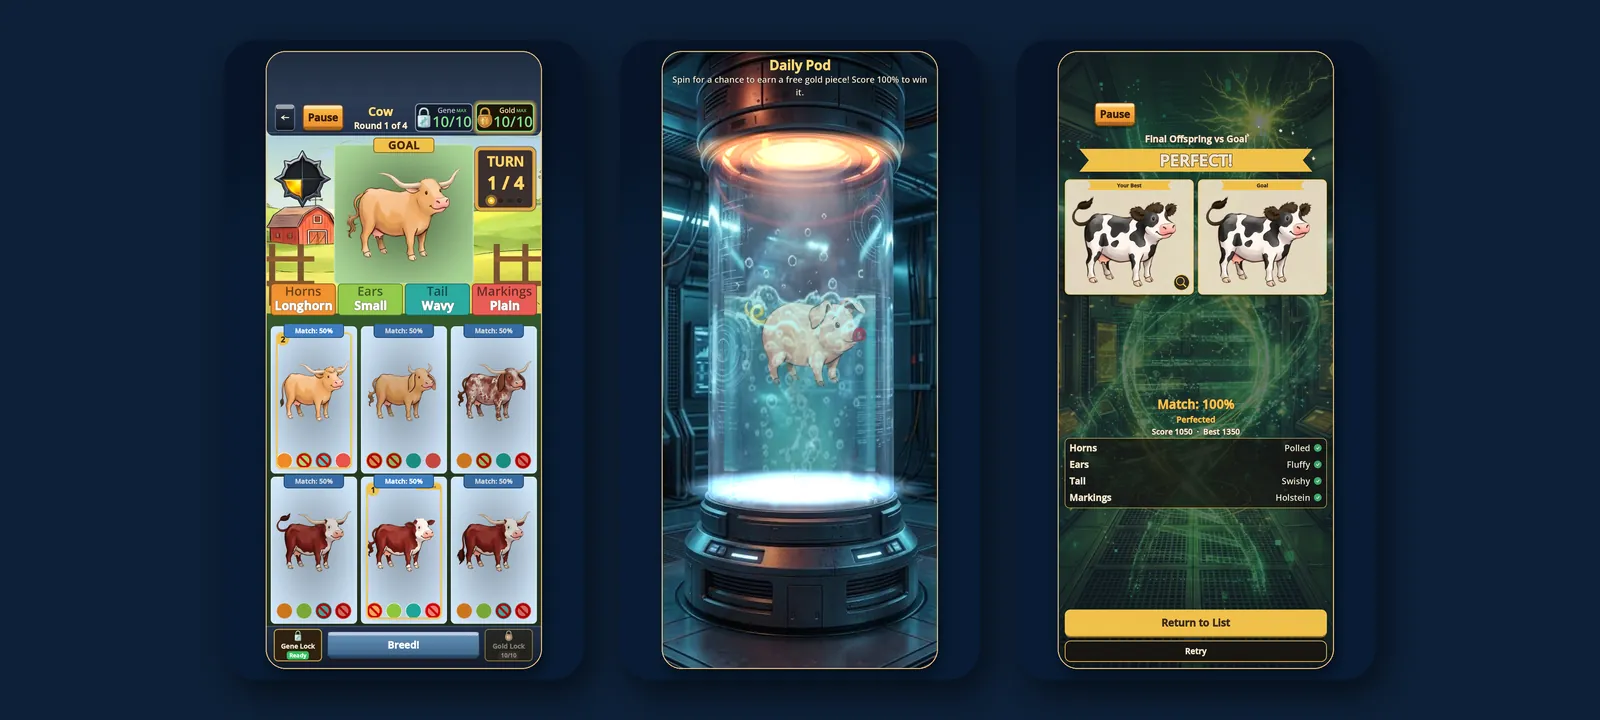 Pause
Cow
Round 1 of 4
Gene MAX
10/10
Gold MAX
10/10
GOAL
TURN
1 / 4
Horns
Longhorn
Ears
Small
Tail
Wavy
Markings
Plain
Match: 50%
Match: 50%
Match: 50%
2
Match: 50%
Match: 50%
Match: 50%
1
Gene Lock
Ready
Breed!
Gold Lock
10/10
Daily Pod
Spin for a chance to earn a free gold piece! Score 100% to win
it.
Pause
Final Offspring vs Goal
PERFECT!
Your Best
Goal
Match: 100%
Perfected
Score 1050 · Best 1350
Horns Polled
Ears Fluffy
Tail Swishy
Markings Holstein
Return to List
Retry